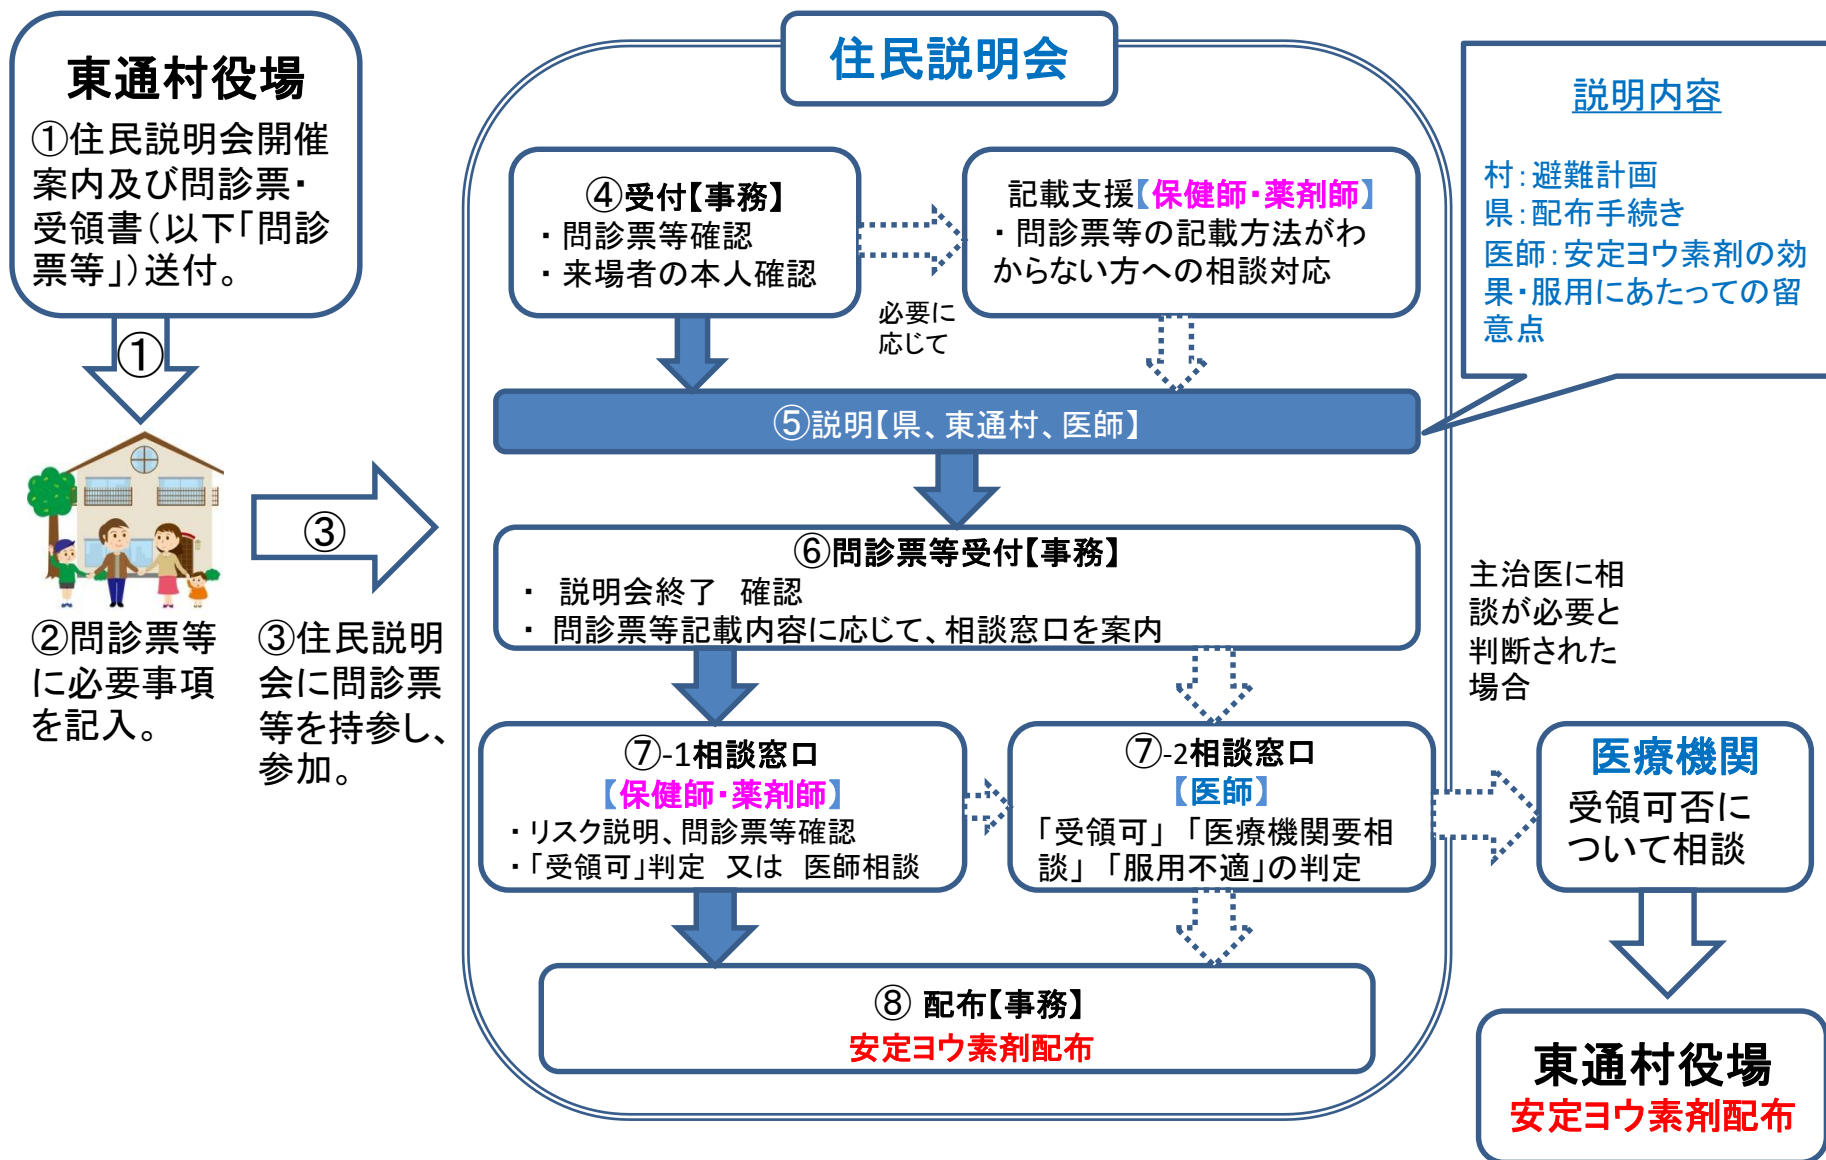 東通村役場
①住民説明会開催
案内及び問診票・
受領書（以下「問診
票等」）送付。
①
②問診票等
に必要事項
を記入。
③
③住民説明
会に問診票
等を持参し、
参加。
住民説明会
④受付【事務】
・問診票等確認
・来場者の本人確認
必要に
応じて
記載支援【保健師・薬剤師】
・問診票等の記載方法がわ
からない方への相談対応
⑤説明【県、東通村、医師】
説明内容
村：避難計画
県：配布手続き
医師：安定ヨウ素剤の効
果・服用にあたっての留
意点
⑥問診票等受付【事務】
・ 説明会終了　確認
・ 問診票等記載内容に応じて、相談窓口を案内
⑦-1相談窓口
【保健師・薬剤師】
・リスク説明、問診票等確認
・「受領可」判定　又は　医師相談
⑦-2相談窓口
【医師】
「受領可」「医療機関要相
談」「服用不適」の判定
⑧ 配布【事務】
安定ヨウ素剤配布
主治医に相
談が必要と
判断された
場合
医療機関
受領可否に
ついて相談
東通村役場
安定ヨウ素剤配布